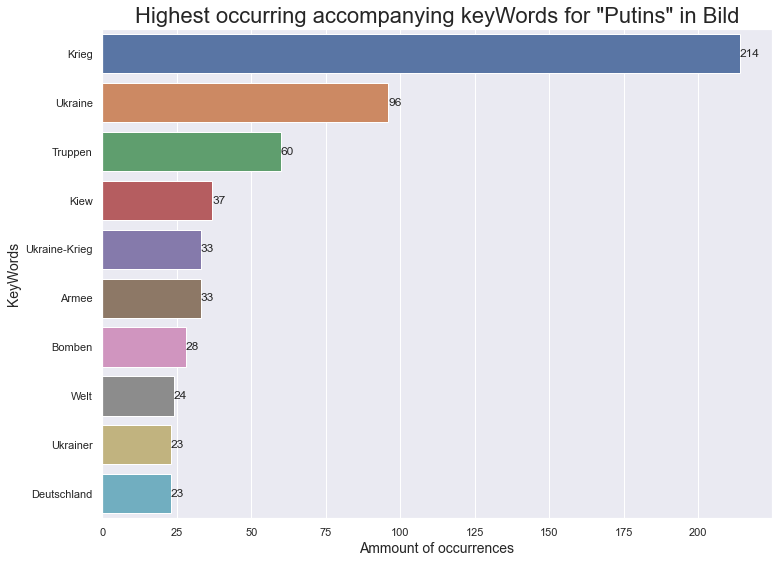 Highest occurring accompanying keyWords for "Putins" in Bild
KeyWords
Krieg 214
Ukraine 96
Truppen 60
Kiew 37
Ukraine-Krieg 33
Armee 33
Bomben 28
Welt 24
Ukrainer 23
Deutschland 23
0 25 50 75 100 125 150 175 200
Ammount of occurrences